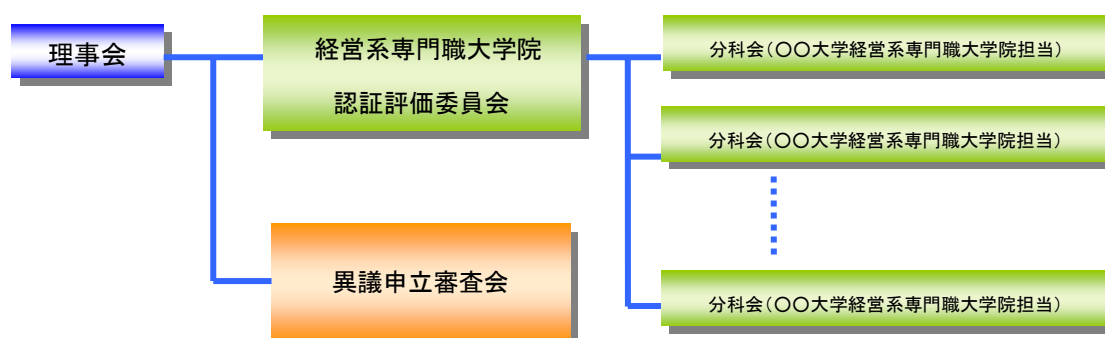 理事会
経営系専門職大学院
認証評価委員会
異議申立審査会
分科会(〇〇大学経営系専門職大学院担当)
分科会(〇〇大学経営系専門職大学院担当)
分科会(〇〇大学経営系専門職大学院担当)